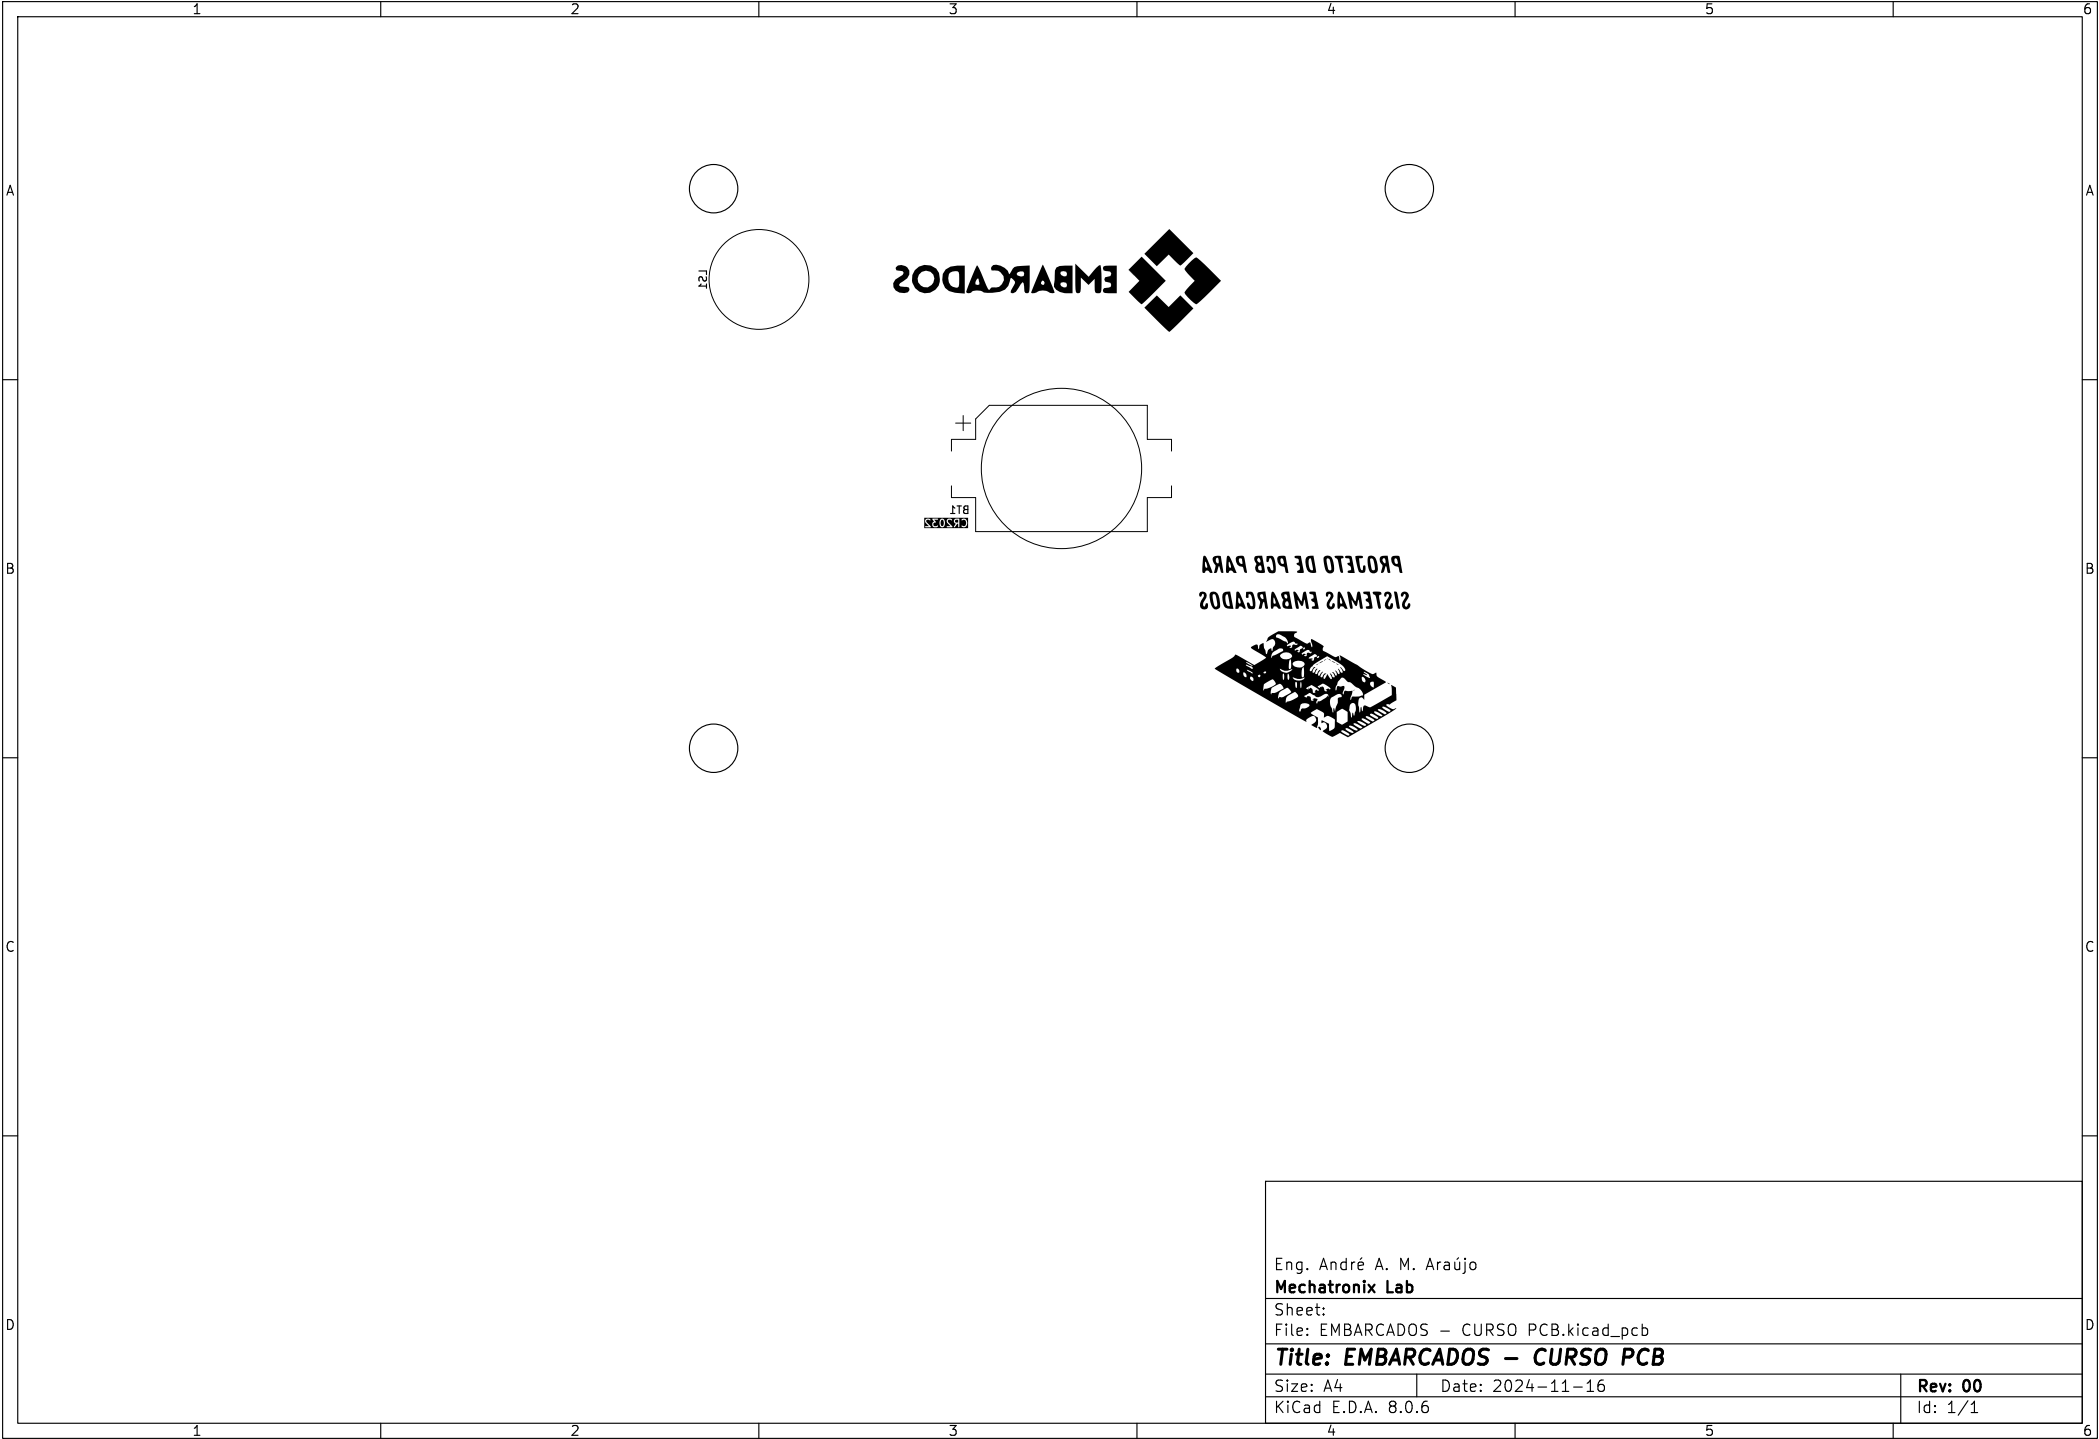 1 2 3 4 5 6
A A
EMBARCADOS
LS1
+
BT1
CR2032
B B
PROJETO DE PCB PARA
SISTEMAS EMBARCADOS
C C
Eng. André A. M. Araújo
Mechatronix Lab
Sheet:
File: EMBARCADOS – CURSO PCB.kicad_pcb
D D
Title: EMBARCADOS – CURSO PCB
Size: A4 Date: 2024–11–16 Rev: 00
KiCad E.D.A. 8.0.6 Id: 1/1
1 2 3 4 5 6